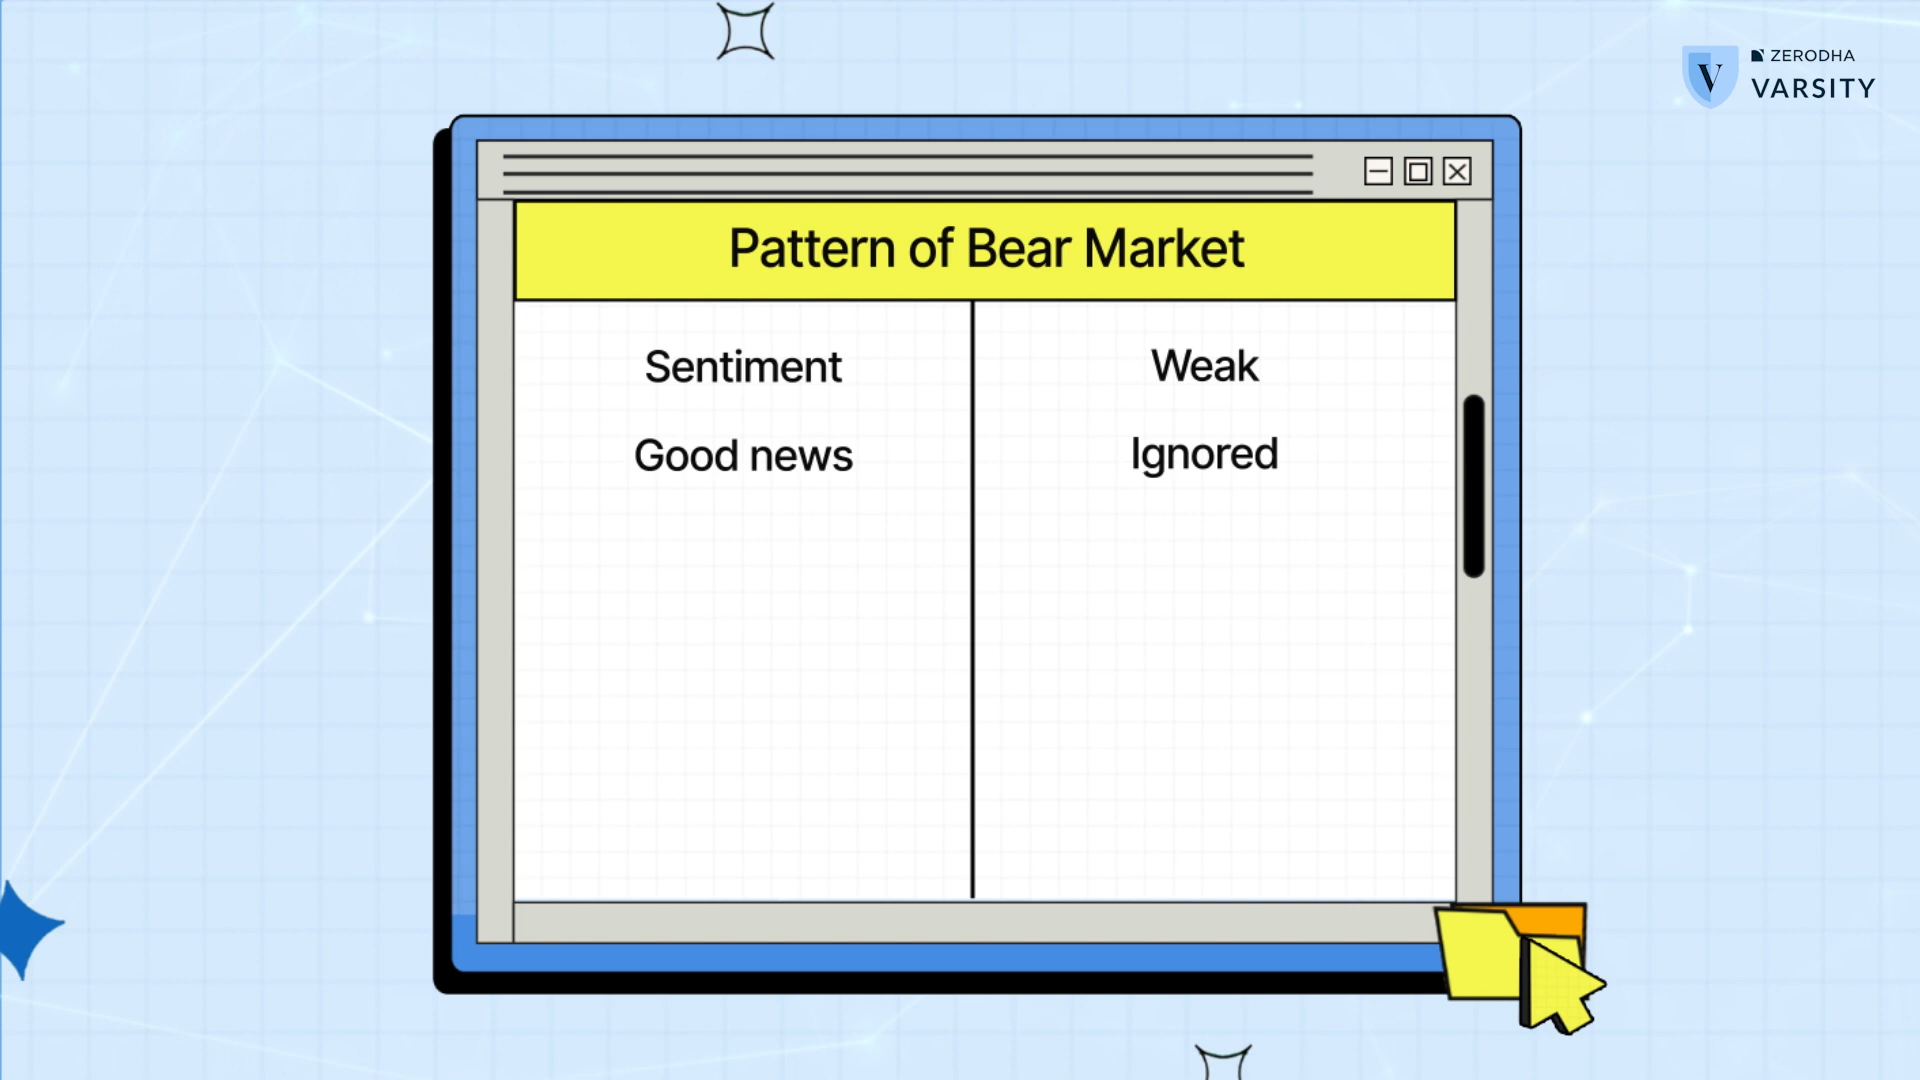 ZERODHA
VARSITY
Pattern of Bear Market
Sentiment
Weak
Good news
Ignored